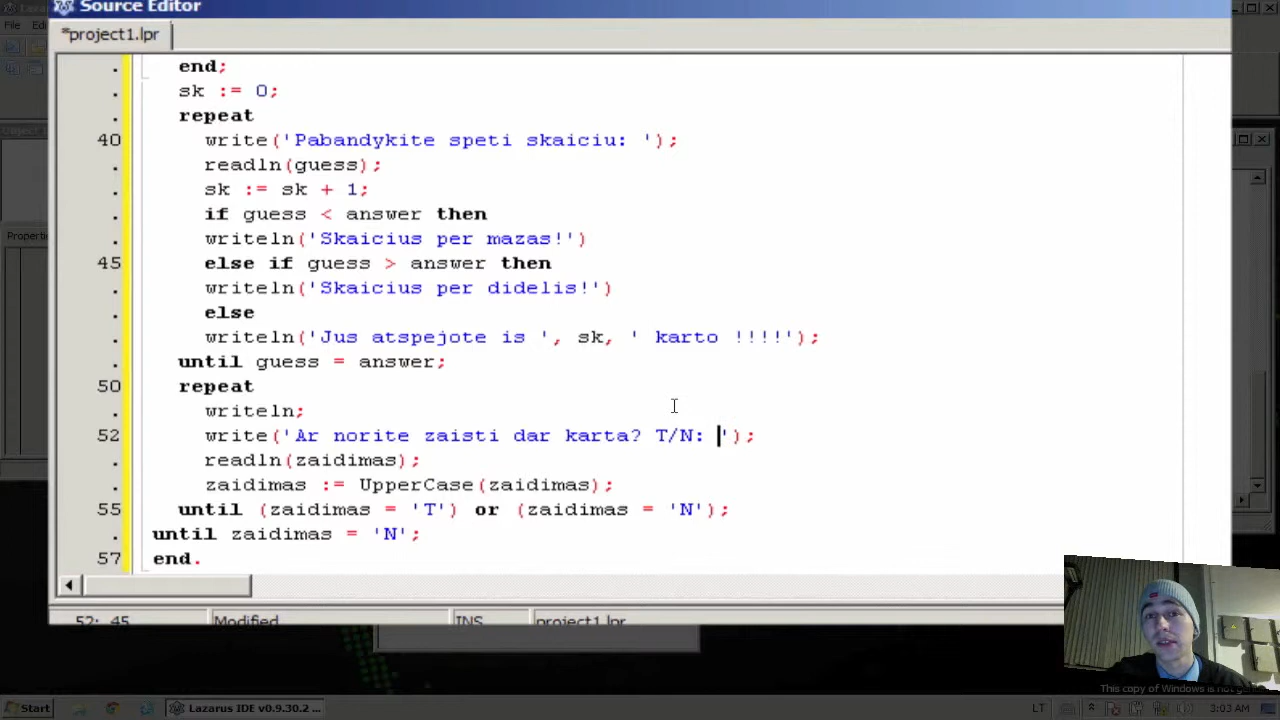 Source Editor
File
*project1.lpr
end;
sk := 0;
repeat
40 write('Pabandykite speti skaiciu: ');
readln(guess);
sk := sk + 1;
if guess < answer then
writeln('Skaicius per mazas!')
45 else if guess > answer then
writeln('Skaicius per didelis!')
else
writeln('Jus atspejote is ', sk, ' karto !!!!');
until guess = answer;
50 repeat
writeln;
52 write('Ar norite zaisti dar karta? T/N: ');
readln(zaidimas);
zaidimas := UpperCase(zaidimas);
55 until (zaidimas = 'T') or (zaidimas = 'N');
until zaidimas = 'N';
57 end.
Properti
52: 45 Modified INS project1.lpr
This copy of Windows is not
Start Lazarus IDE v0.9.30.2 ... LT 3:03 AM